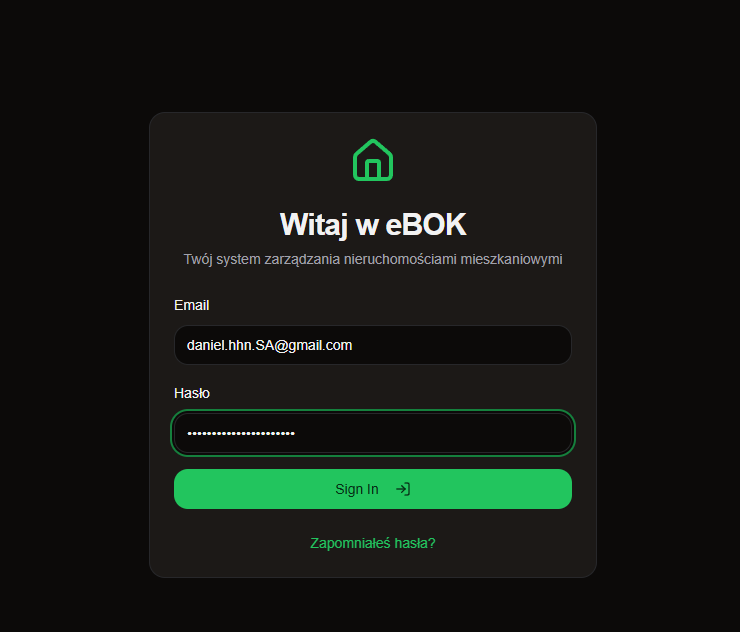 Witaj w eBOK
Twój system zarządzania nieruchomościami mieszkaniowymi
Email
daniel.hhn.SA@gmail.com
Hasło
••••••••••••••••••••••
Sign In
Zapomniałeś hasła?